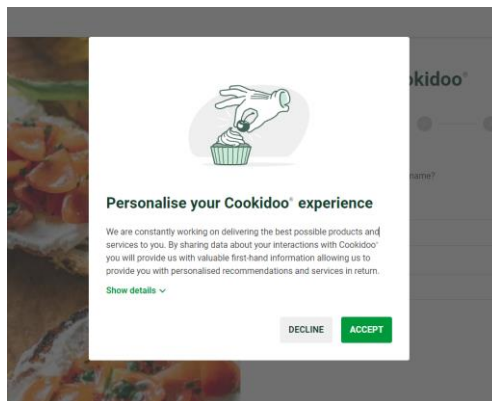 okidoo®
name?
Personalise your Cookidoo® experience
We are constantly working on delivering the best possible products and
services to you. By sharing data about your interactions with Cookidoo®
you will provide us with valuable first-hand information allowing us to
provide you with personalised recommendations and services in return.
Show details
DECLINE
ACCEPT